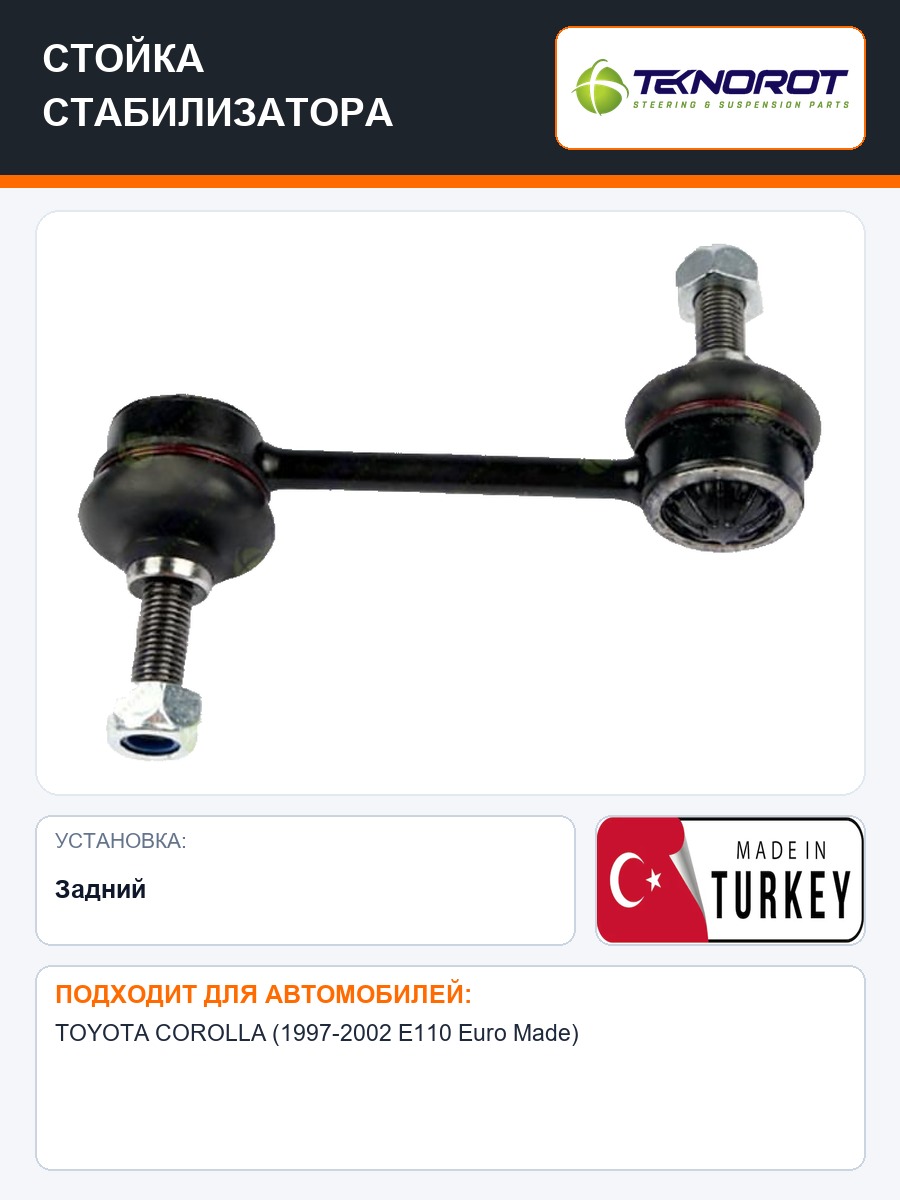 СТОЙКА
СТАБИЛИЗАТОРА
TEKNOROT
STEERING & SUSPENSION PARTS
УСТАНОВКА:
Задний
MADE IN
TURKEY
ПОДХОДИТ ДЛЯ АВТОМОБИЛЕЙ:
TOYOTA COROLLA (1997-2002 E110 Euro Made)